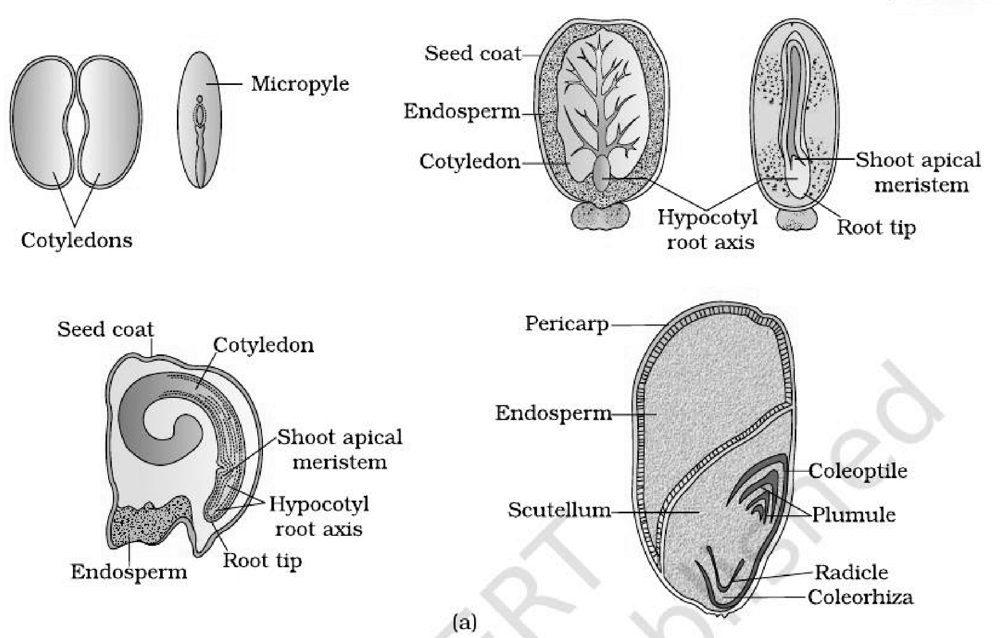 Micropyle
Cotyledons
Seed coat
Endosperm
Cotyledon
Hypocotyl
root axis
Shoot apical
meristem
Root tip
Seed coat
Cotyledon
Shoot apical
meristem
Hypocotyl
root axis
Root tip
Endosperm
Pericarp
Endosperm
Scutellum
Coleoptile
Plumule
Radicle
Coleorhiza
(a)